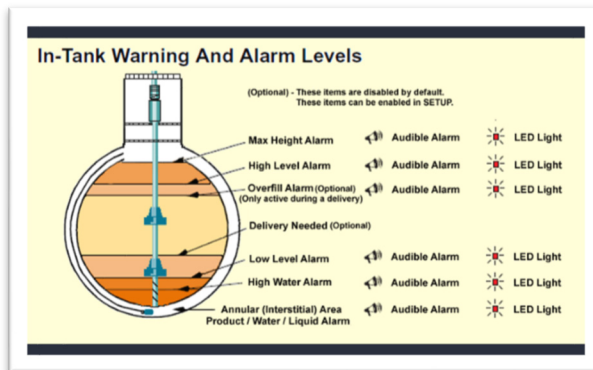 In-Tank Warning And Alarm Levels
(Optional) - These items are disabled by default.
These items can be enabled in SETUP.
Max Height Alarm Audible Alarm LED Light
High Level Alarm Audible Alarm LED Light
Overfill Alarm (Optional) Audible Alarm LED Light
(Only active during a delivery)
Delivery Needed (Optional)
Low Level Alarm Audible Alarm LED Light
High Water Alarm Audible Alarm LED Light
Annular (Interstitial) Area Audible Alarm LED Light
Product / Water / Liquid Alarm